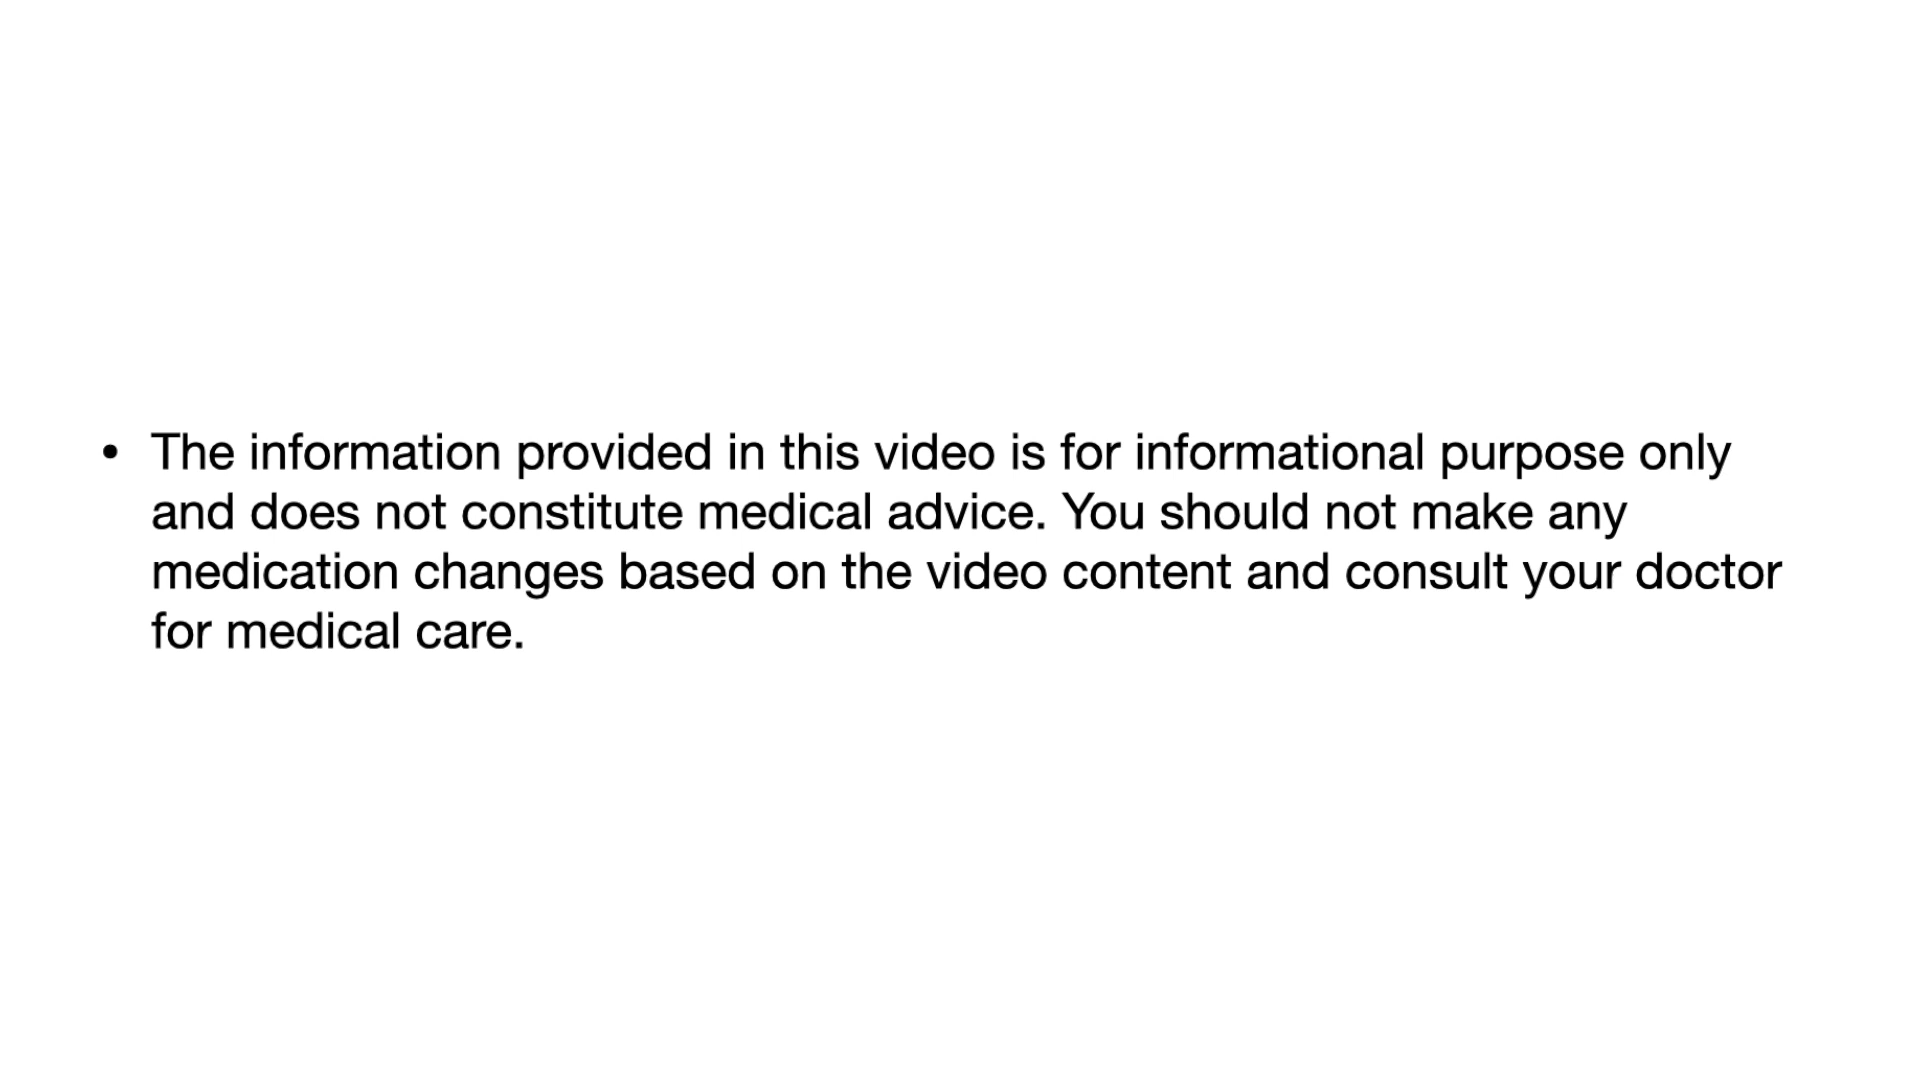 • The information provided in this video is for informational purpose only
and does not constitute medical advice. You should not make any
medication changes based on the video content and consult your doctor
for medical care.